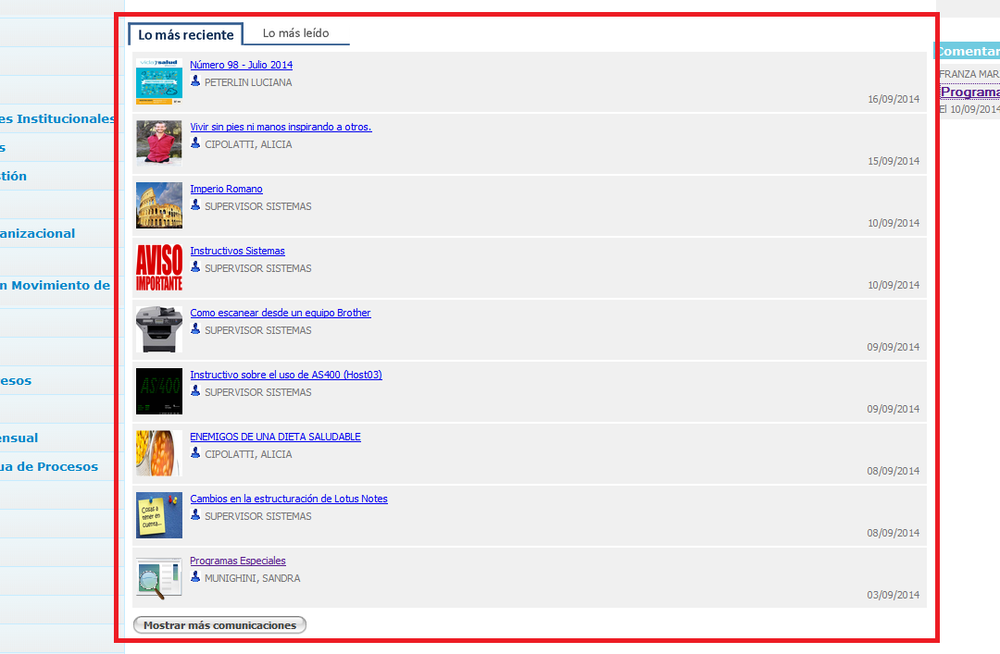 es Institucionales
s
tión
anizacional
n Movimiento de
esos
ensual
ua de Procesos
Lo más reciente
Lo más leído
vida y salud
Número 98 - Julio 2014
PETERLIN LUCIANA
16/09/2014
Vivir sin pies ni manos inspirando a otros.
CIPOLATTI, ALICIA
15/09/2014
Imperio Romano
SUPERVISOR SISTEMAS
10/09/2014
AVISO
IMPORTANTE
Instructivos Sistemas
SUPERVISOR SISTEMAS
10/09/2014
Como escanear desde un equipo Brother
SUPERVISOR SISTEMAS
09/09/2014
AS/400
Instructivo sobre el uso de AS400 (Host03)
SUPERVISOR SISTEMAS
09/09/2014
ENEMIGOS DE UNA DIETA SALUDABLE
CIPOLATTI, ALICIA
08/09/2014
Cosas a
tener en
cuenta...
Cambios en la estructuración de Lotus Notes
SUPERVISOR SISTEMAS
08/09/2014
Programas Especiales
MUNIGHINI, SANDRA
03/09/2014
Mostrar más comunicaciones
Comentar
FRANZA MAR
Programa
El 10/09/2014